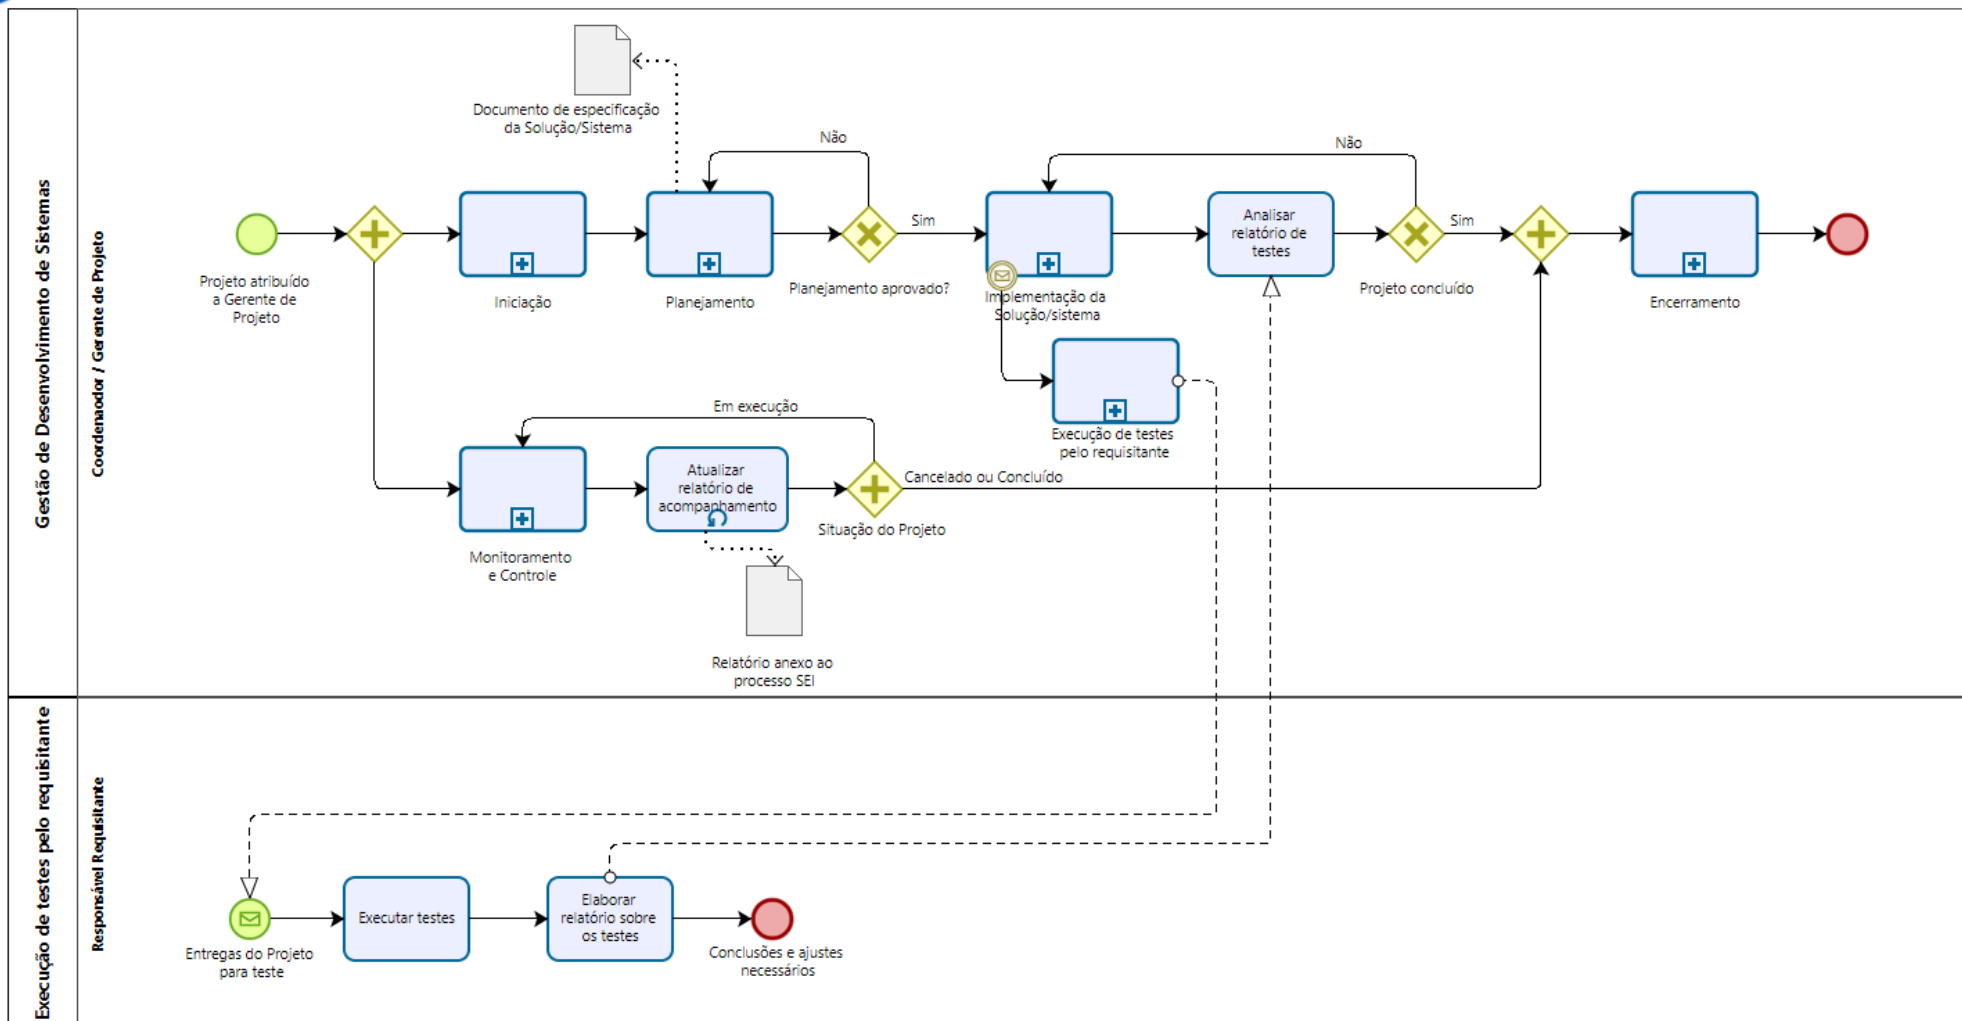 Gestão de Desenvolvimento de Sistemas
Coordenaodor / Gerente de Projeto
Documento de especificação
da Solução/Sistema
Não
Não
Sim
Analisar
relatório de
testes
Sim
Projeto atribuído
a Gerente de
Projeto
Iniciação
Planejamento
Planejamento aprovado?
Implementação da
Solução/sistema
Projeto concluído
Encerramento
Em execução
Execução de testes
pelo requisitante
Atualizar
relatório de
acompanhamento
Cancelado ou Concluído
Situação do Projeto
Monitoramento
e Controle
Relatório anexo ao
processo SEI
Execução de testes pelo requisitante
Responsável Requisitante
Executar testes
Elaborar
relatório sobre
os testes
Entregas do Projeto
para teste
Conclusões e ajustes
necessários